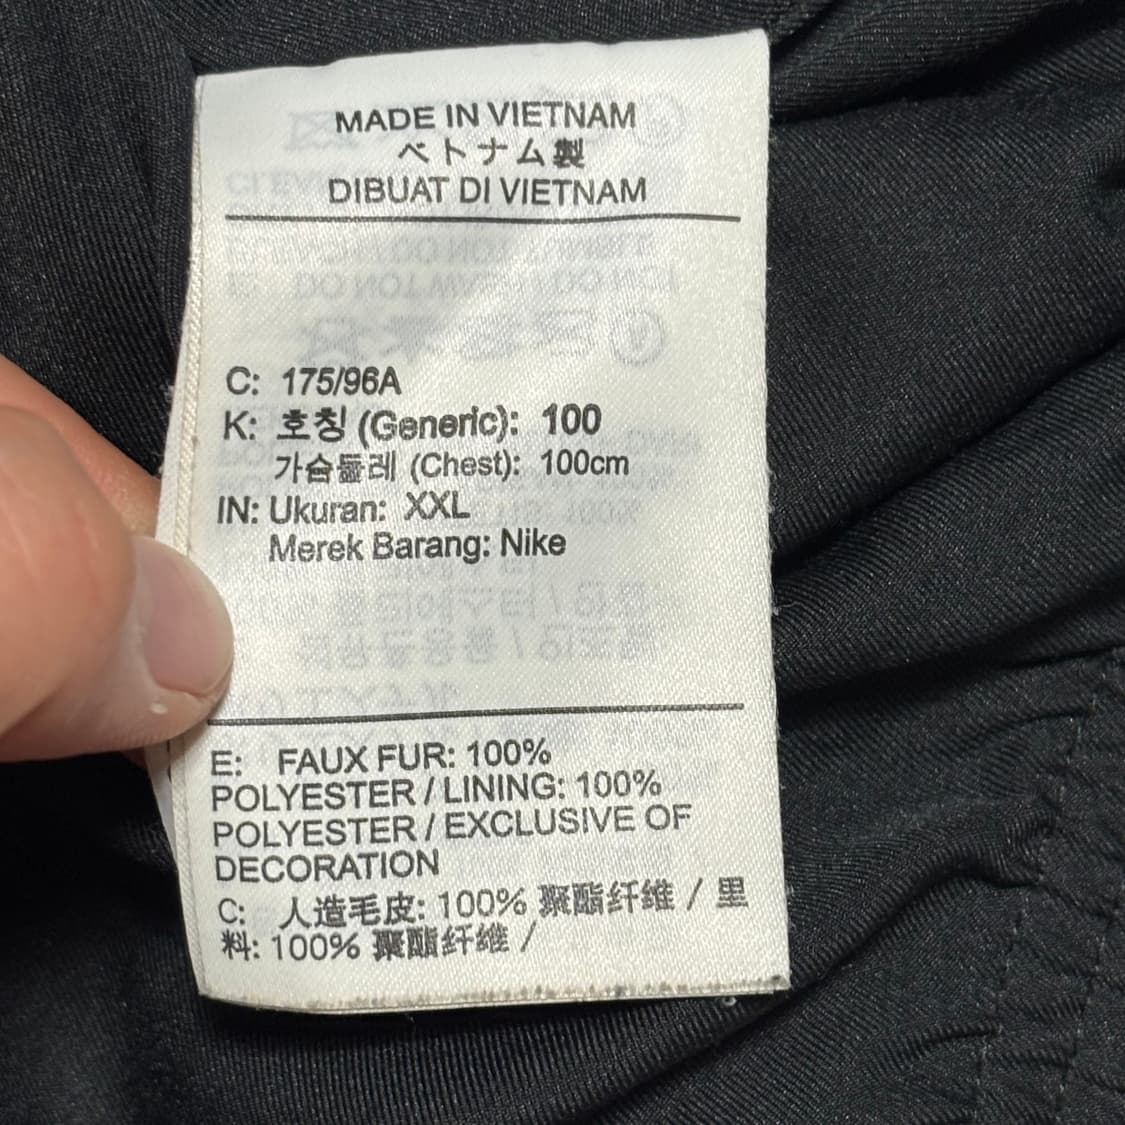 MADE IN VIETNAM
ベトナム製
DIBUAT DI VIETNAM
C: 175/96A
K: 호칭 (Generic): 100
가슴둘레 (Chest): 100cm
IN: Ukuran: XXL
Merek Barang: Nike
E: FAUX FUR: 100%
POLYESTER / LINING: 100%
POLYESTER / EXCLUSIVE OF
DECORATION
C: 人造毛皮: 100% 聚酯纤维 / 里
料: 100% 聚酯纤维 /